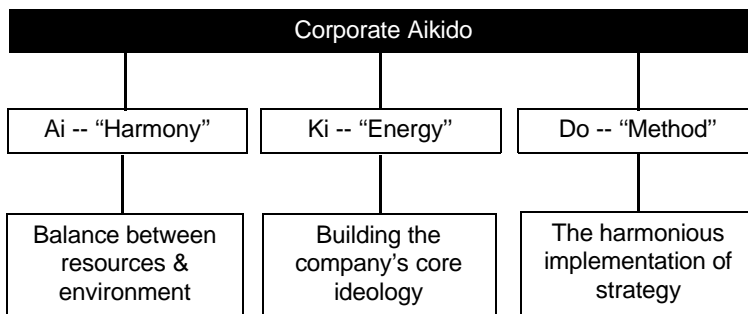 Corporate Aikido
Ai -- “Harmony”
Ki -- “Energy”
Do -- “Method”
Balance between
resources &
environment
Building the
company’s core
ideology
The harmonious
implementation of
strategy